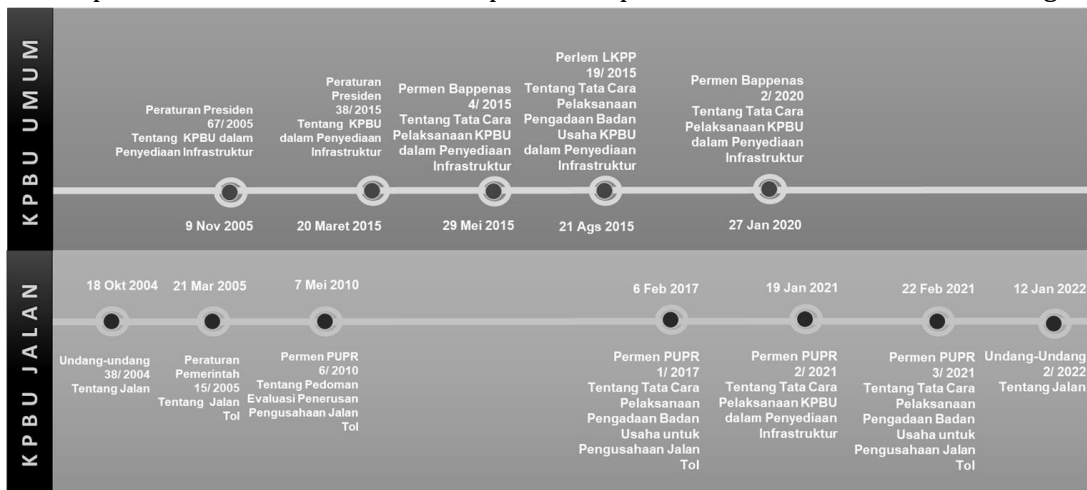 KPBU UMUM
Peraturan Presiden
67/2005
Tentang KPBU dalam
Penyediaan Infrastruktur
9 Nov 2005
Peraturan
Presiden
38/2015
Tentang KPBU
dalam Penyediaan
Infrastruktur
20 Maret 2015
Permen Bappenas
4/2015
Tentang Tata Cara
Pelaksanaan KPBU
dalam Penyediaan
Infrastruktur
29 Mei 2015
Perlem LKPP
19/2015
Tentang Tata Cara
Pelaksanaan
Pengadaan Badan
Usaha KPBU
dalam Penyediaan
Infrastruktur
21 Ags 2015
Permen Bappenas
2/2020
Tentang Tata Cara
Pelaksanaan KPBU
dalam Penyediaan
Infrastruktur
27 Jan 2020
KPBU JALAN
18 Okt 2004
Undang-undang
38/2004
Tentang Jalan
21 Mar 2005
Peraturan
Pemerintah
15/2005
Tentang Jalan
Tol
7 Mei 2010
Permen PUPR
6/2010
Tentang Pedoman
Evaluasi Penerusan
Pengusahaan Jalan
Tol
6 Feb 2017
Permen PUPR
1/2017
Tentang Tata Cara
Pelaksanaan
Pengadaan Badan
Usaha untuk
Pengusahaan Jalan
Tol
19 Jan 2021
Permen PUPR
2/2021
Tentang Tata Cara
Pelaksanaan KPBU
dalam Penyediaan
Infrastruktur
22 Feb 2021
Permen PUPR
3/2021
Tentang Tata Cara
Pelaksanaan
Pengadaan Badan
Usaha untuk
Pengusahaan Jalan
Tol
12 Jan 2022
Undang-Undang
2/2022
Tentang Jalan